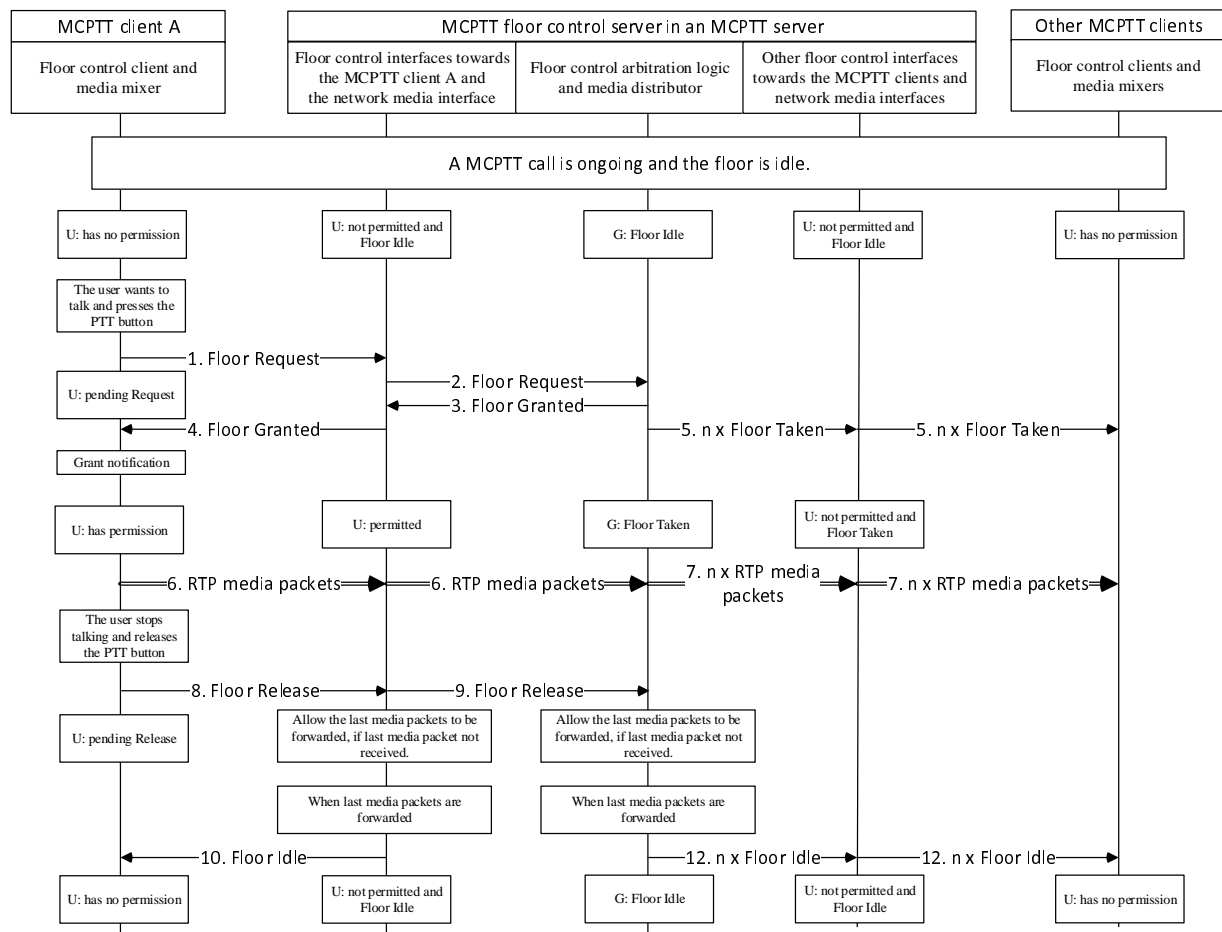 MCPTT client A
MCPTT floor control server in an MCPTT server
Other MCPTT clients
Floor control client and
media mixer
Floor control interfaces towards
the MCPTT client A and
the network media interface
Floor control arbitration logic
and media distributor
Other floor control interfaces
towards the MCPTT clients and
network media interfaces
Floor control clients and
media mixers
A MCPTT call is ongoing and the floor is idle.
U: has no permission
U: not permitted and
Floor Idle
G: Floor Idle
U: not permitted and
Floor Idle
U: has no permission
The user wants to
talk and presses the
PTT button
1. Floor Request
2. Floor Request
U: pending Request
3. Floor Granted
4. Floor Granted
5. n x Floor Taken
5. n x Floor Taken
Grant notification
U: has permission
U: permitted
G: Floor Taken
U: not permitted and
Floor Taken
6. RTP media packets
6. RTP media packets
7. n x RTP media
packets
7. n x RTP media packets
The user stops
talking and releases
the PTT button
8. Floor Release
9. Floor Release
U: pending Release
Allow the last media packets to be
forwarded, if last media packet not
received.
Allow the last media packets to be
forwarded, if last media packet not
received.
When last media packets are
forwarded
When last media packets are
forwarded
10. Floor Idle
12. n x Floor Idle
12. n x Floor Idle
U: has no permission
U: not permitted and
Floor Idle
G: Floor Idle
U: not permitted and
Floor Idle
U: has no permission